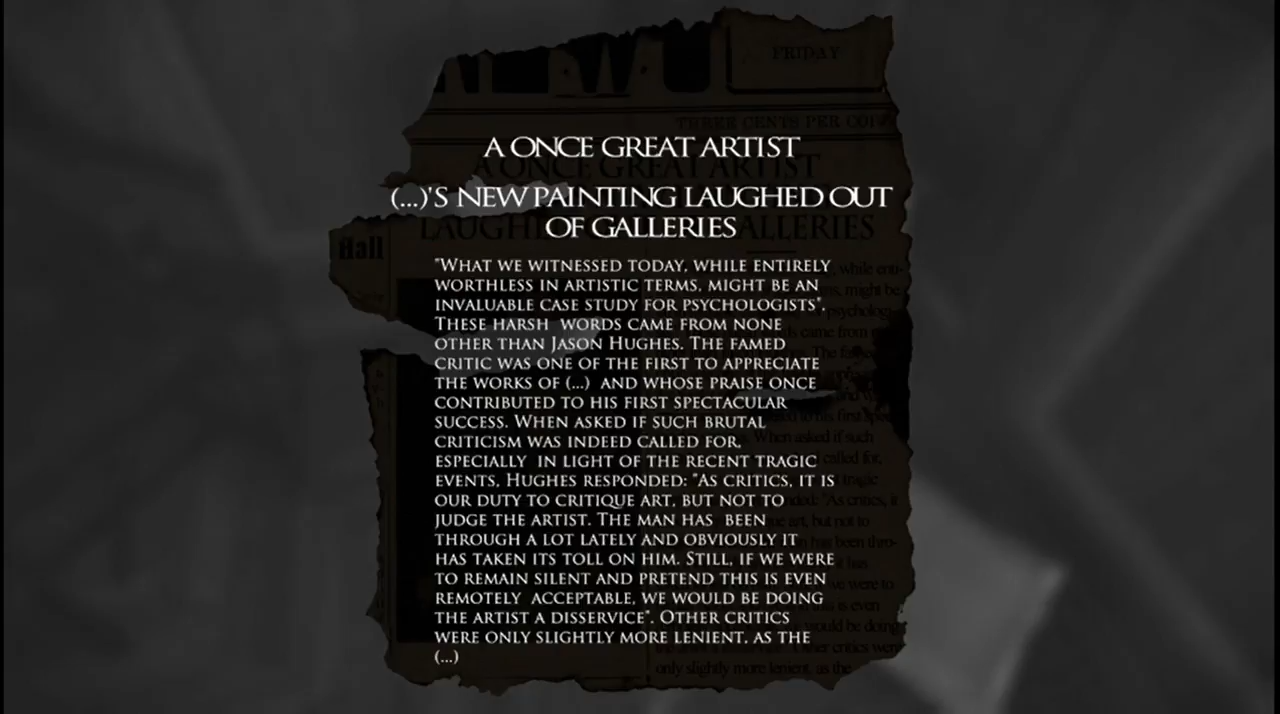 FRIDAY
THREE CENTS PER COPY
A ONCE GREAT ARTIST
(...)'S NEW PAINTING LAUGHED OUT
OF GALLERIES
Hall
"WHAT WE WITNESSED TODAY, WHILE ENTIRELY
WORTHLESS IN ARTISTIC TERMS, MIGHT BE AN
INVALUABLE CASE STUDY FOR PSYCHOLOGISTS".
THESE HARSH WORDS CAME FROM NONE
OTHER THAN JASON HUGHES. THE FAMED
CRITIC WAS ONE OF THE FIRST TO APPRECIATE
THE WORKS OF (...) AND WHOSE PRAISE ONCE
CONTRIBUTED TO HIS FIRST SPECTACULAR
SUCCESS. WHEN ASKED IF SUCH BRUTAL
CRITICISM WAS INDEED CALLED FOR,
ESPECIALLY IN LIGHT OF THE RECENT TRAGIC
EVENTS, HUGHES RESPONDED: "AS CRITICS, IT IS
OUR DUTY TO CRITIQUE ART, BUT NOT TO
JUDGE THE ARTIST. THE MAN HAS BEEN
THROUGH A LOT LATELY AND OBVIOUSLY IT
HAS TAKEN ITS TOLL ON HIM. STILL, IF WE WERE
TO REMAIN SILENT AND PRETEND THIS IS EVEN
REMOTELY ACCEPTABLE, WE WOULD BE DOING
THE ARTIST A DISSERVICE". OTHER CRITICS
WERE ONLY SLIGHTLY MORE LENIENT, AS THE
(...)